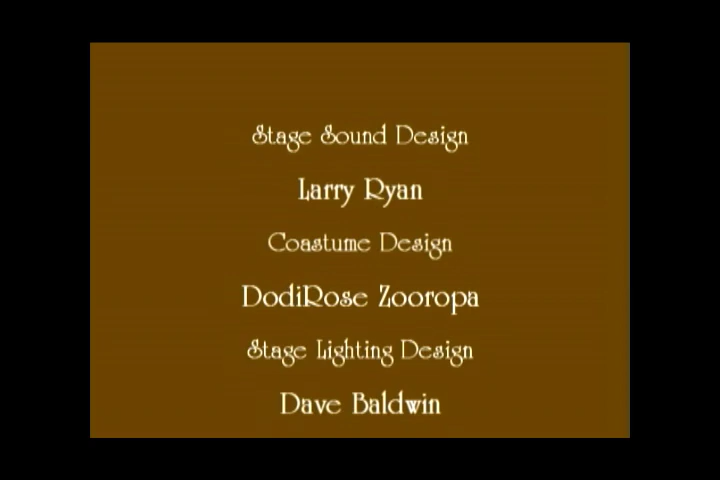 Stage Sound Design
Larry Ryan
Coastume Design
DodiRose Zooropa
Stage Lighting Design
Dave Baldwin